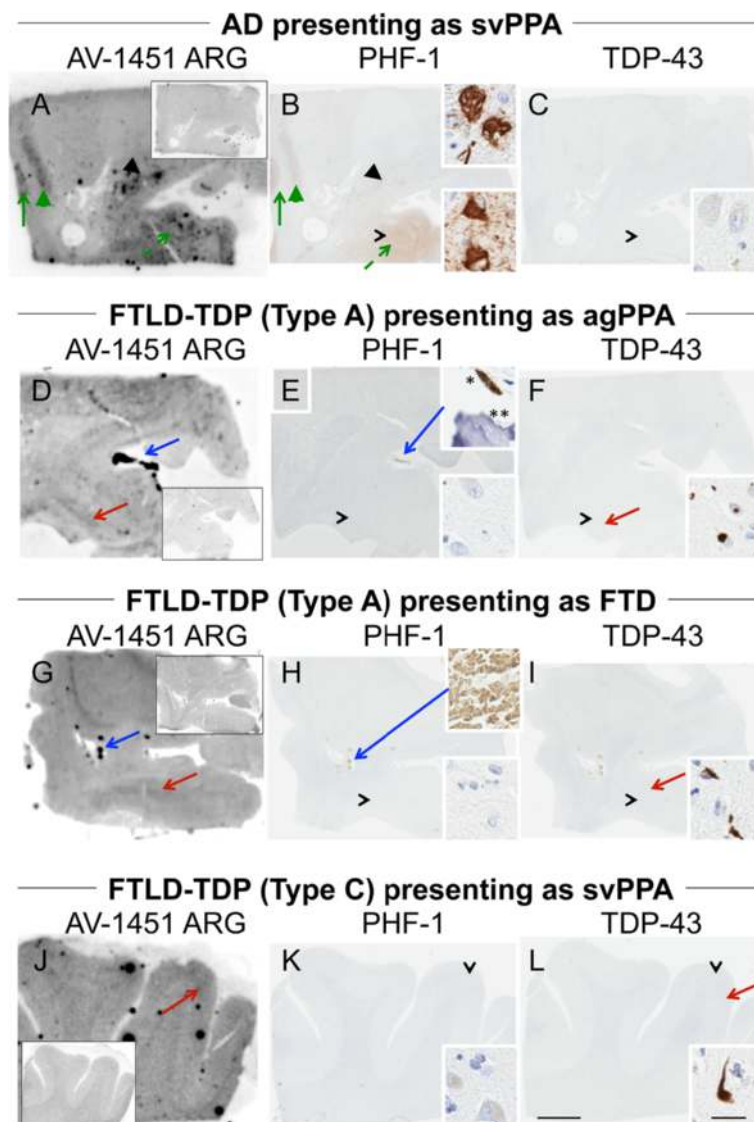 AD presenting as svPPA
AV-1451 ARG PHF-1 TDP-43
A B C
FTLD-TDP (Type A) presenting as agPPA
AV-1451 ARG PHF-1 TDP-43
D E F
*
**
FTLD-TDP (Type A) presenting as FTD
AV-1451 ARG PHF-1 TDP-43
G H I
FTLD-TDP (Type C) presenting as svPPA
AV-1451 ARG PHF-1 TDP-43
J K L